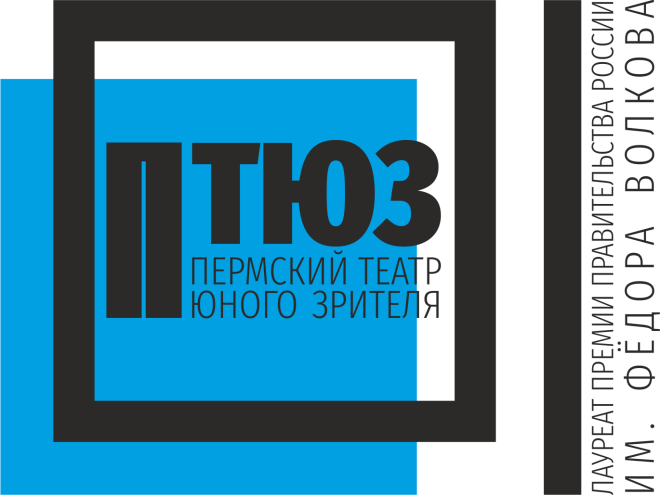 ПТЮЗ
ПЕРМСКИЙ ТЕАТР
ЮНОГО ЗРИТЕЛЯ
ЛАУРЕАТ ПРЕМИИ ПРАВИТЕЛЬСТВА РОССИИ
ИМ. ФЁДОРА ВОЛКОВА